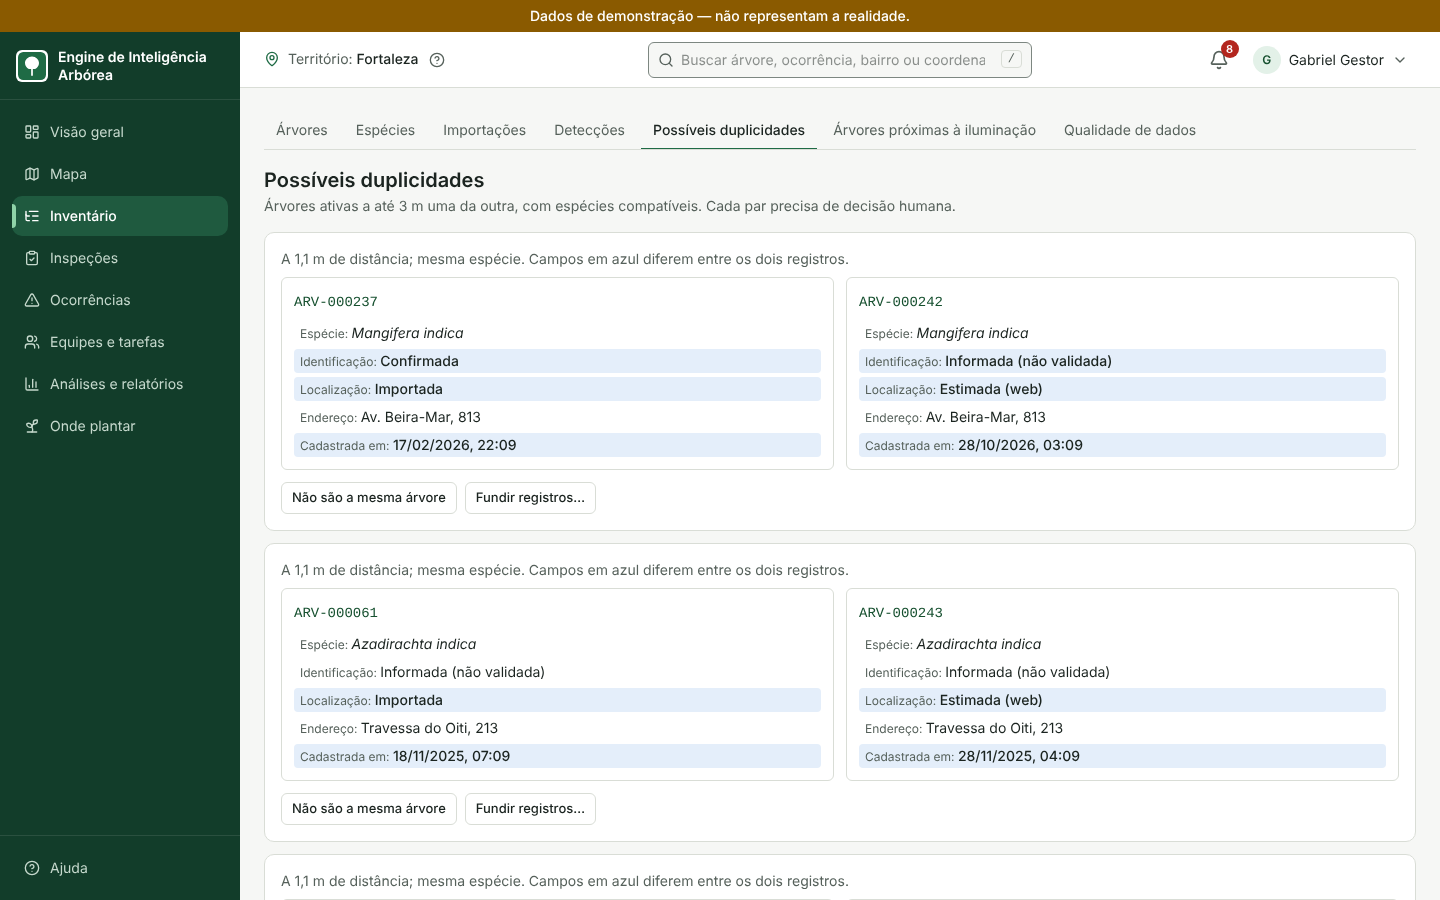 Dados de demonstração — não representam a realidade.
Engine de Inteligência
Arbórea
Território: Fortaleza
Buscar árvore, ocorrência, bairro ou coordena
/
8
G
Gabriel Gestor
Visão geral
Mapa
Inventário
Inspeções
Ocorrências
Equipes e tarefas
Análises e relatórios
Onde plantar
Ajuda
Árvores
Espécies
Importações
Detecções
Possíveis duplicidades
Árvores próximas à iluminação
Qualidade de dados
Possíveis duplicidades
Árvores ativas a até 3 m uma da outra, com espécies compatíveis. Cada par precisa de decisão humana.
A 1,1 m de distância; mesma espécie. Campos em azul diferem entre os dois registros.
ARV-000237
Espécie: Mangifera indica
Identificação: Confirmada
Localização: Importada
Endereço: Av. Beira-Mar, 813
Cadastrada em: 17/02/2026, 22:09
ARV-000242
Espécie: Mangifera indica
Identificação: Informada (não validada)
Localização: Estimada (web)
Endereço: Av. Beira-Mar, 813
Cadastrada em: 28/10/2026, 03:09
Não são a mesma árvore
Fundir registros...
A 1,1 m de distância; mesma espécie. Campos em azul diferem entre os dois registros.
ARV-000061
Espécie: Azadirachta indica
Identificação: Informada (não validada)
Localização: Importada
Endereço: Travessa do Oiti, 213
Cadastrada em: 18/11/2025, 07:09
ARV-000243
Espécie: Azadirachta indica
Identificação: Informada (não validada)
Localização: Estimada (web)
Endereço: Travessa do Oiti, 213
Cadastrada em: 28/11/2025, 04:09
Não são a mesma árvore
Fundir registros...
A 1,1 m de distância; mesma espécie. Campos em azul diferem entre os dois registros.